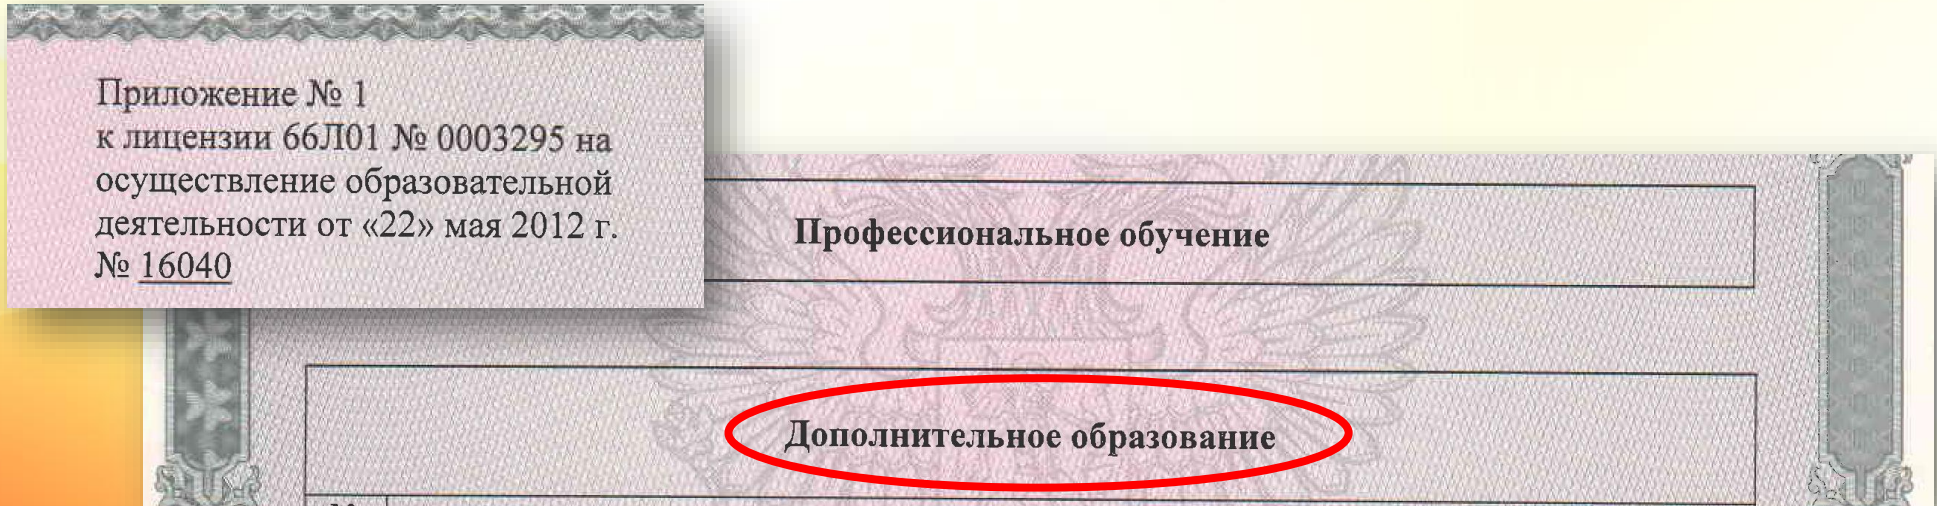 Приложение № 1
к лицензии 66Л01 № 0003295 на
осуществление образовательной
деятельности от «22» мая 2012 г.
№ 16040
Профессиональное обучение
Дополнительное образование